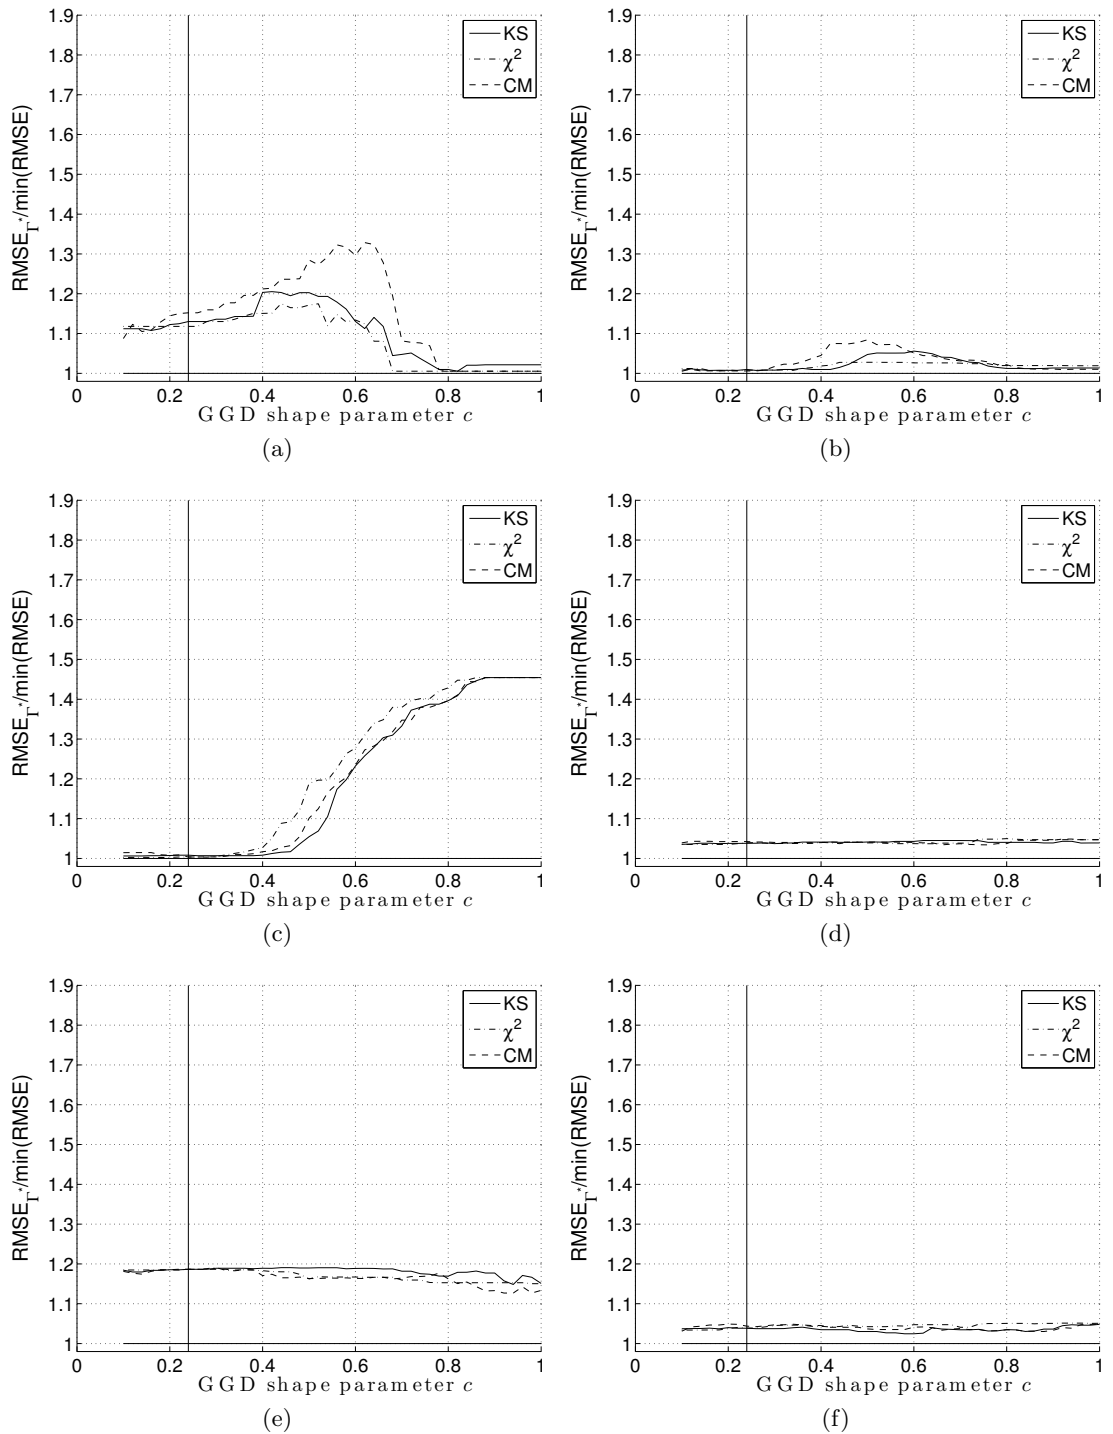 1.9
1.8
1.7
1.6
1.5
1.4
1.3
1.2
1.1
1
RMSE_Γ*/min(RMSE)
KS
χ²
CM
0 0.2 0.4 0.6 0.8 1
GGD shape parameter c
(a)
1.9
1.8
1.7
1.6
1.5
1.4
1.3
1.2
1.1
1
RMSE_Γ*/min(RMSE)
KS
χ²
CM
0 0.2 0.4 0.6 0.8 1
GGD shape parameter c
(b)
1.9
1.8
1.7
1.6
1.5
1.4
1.3
1.2
1.1
1
RMSE_Γ*/min(RMSE)
KS
χ²
CM
0 0.2 0.4 0.6 0.8 1
GGD shape parameter c
(c)
1.9
1.8
1.7
1.6
1.5
1.4
1.3
1.2
1.1
1
RMSE_Γ*/min(RMSE)
KS
χ²
CM
0 0.2 0.4 0.6 0.8 1
GGD shape parameter c
(d)
1.9
1.8
1.7
1.6
1.5
1.4
1.3
1.2
1.1
1
RMSE_Γ*/min(RMSE)
KS
χ²
CM
0 0.2 0.4 0.6 0.8 1
GGD shape parameter c
(e)
1.9
1.8
1.7
1.6
1.5
1.4
1.3
1.2
1.1
1
RMSE_Γ*/min(RMSE)
KS
χ²
CM
0 0.2 0.4 0.6 0.8 1
GGD shape parameter c
(f)